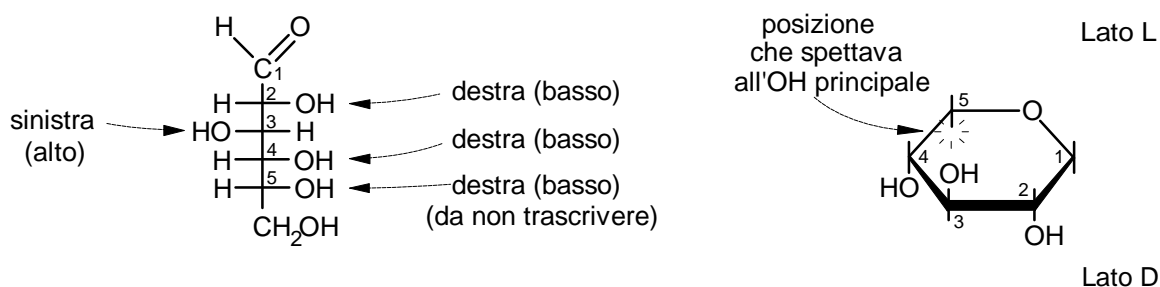 H
O
C
1
2
H
OH
destra (basso)
sinistra
(alto)
3
HO
H
destra (basso)
4
H
OH
5
H
OH
destra (basso)
(da non trascrivere)
CH2OH
posizione
che spettava
all'OH principale
Lato L
5
O
4
1
OH
HO
2
3
OH
Lato D